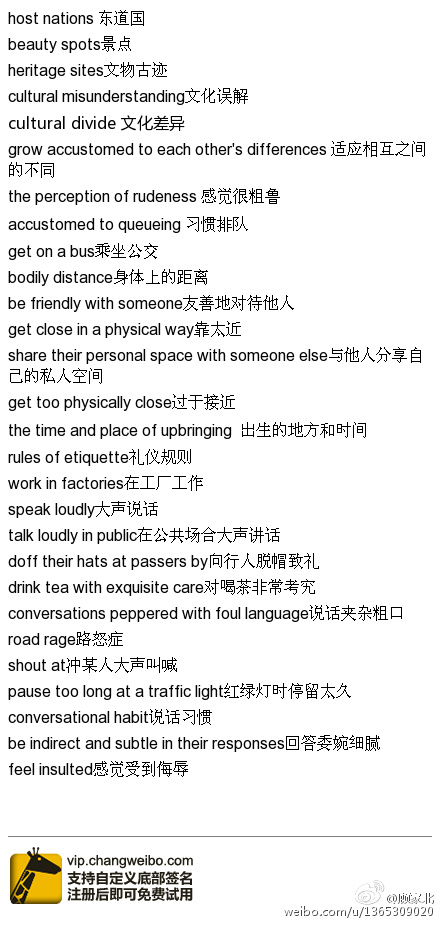 host nations 东道国
beauty spots景点
heritage sites文物古迹
cultural misunderstanding文化误解
cultural divide 文化差异
grow accustomed to each other's differences 适应相互之间
的不同
the perception of rudeness 感觉很粗鲁
accustomed to queueing 习惯排队
get on a bus乘坐公交
bodily distance身体上的距离
be friendly with someone友善地对待他人
get close in a physical way靠太近
share their personal space with someone else与他人分享自
己的私人空间
get too physically close过于接近
the time and place of upbringing 出生的地方和时间
rules of etiquette礼仪规则
work in factories在工厂工作
speak loudly大声说话
talk loudly in public在公共场合大声讲话
doff their hats at passers by向行人脱帽致礼
drink tea with exquisite care对喝茶非常考究
conversations peppered with foul language说话夹杂粗口
road rage路怒症
shout at冲某人大声叫喊
pause too long at a traffic light红绿灯时停留太久
conversational habit说话习惯
be indirect and subtle in their responses回答委婉细腻
feel insulted感觉受到侮辱
vip.changweibo.com
支持自定义底部签名
注册后即可免费试用
weibo.com/u/1365309020